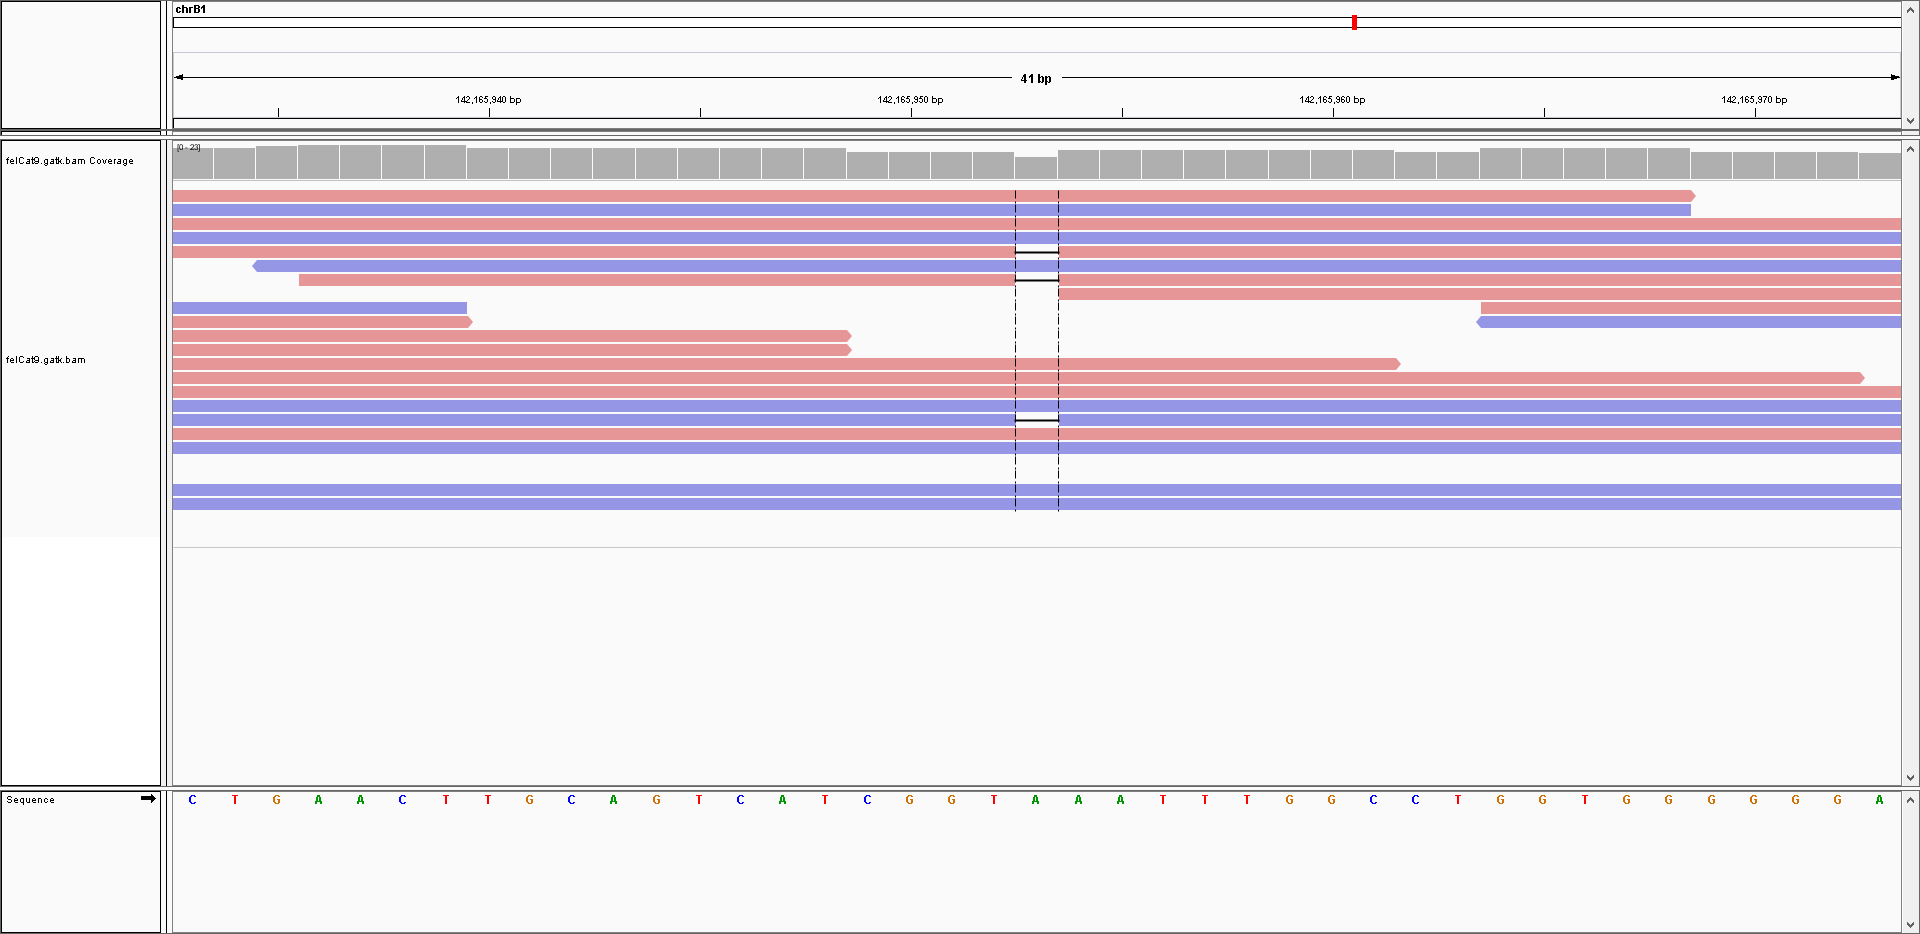 chrB1
41 bp
142,165,940 bp 142,165,950 bp 142,165,960 bp 142,165,970 bp
[0 - 23]
felCat9.gatk.bam Coverage
felCat9.gatk.bam
Sequence C T G A A C T T G C A G T C A T C G G T A A A T T T G G C C T G G T G G G G G G A